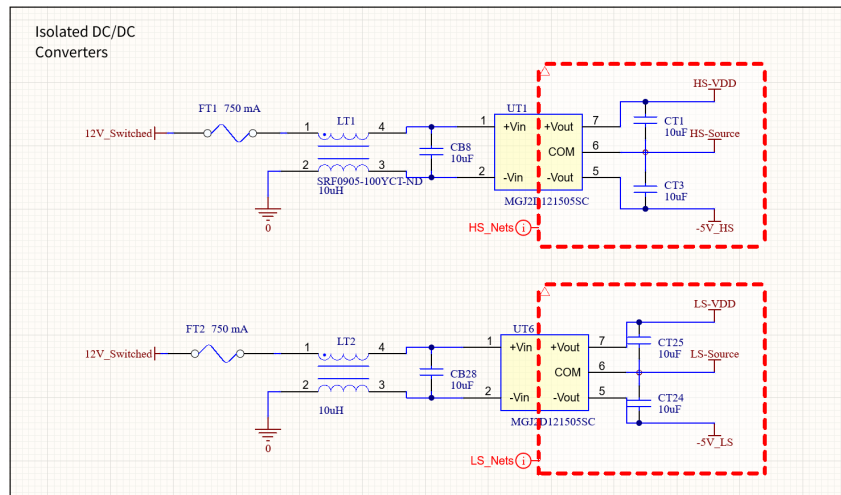 Isolated DC/DC
Converters
FT1 750 mA
12V_Switched
1
LT1
4
2
3
SRF0905-100YCT-ND
10uH
0
CB8
10uF
1
UT1
+Vin
+Vout
7
COM
6
2
-Vin
-Vout
5
MGJ2D121505SC
HS_Nets
i
HS-VDD
CT1
10uF
HS-Source
CT3
10uF
-5V_HS
FT2 750 mA
12V_Switched
1
LT2
4
2
3
10uH
0
CB28
10uF
1
UT6
+Vin
+Vout
7
COM
6
2
-Vin
-Vout
5
MGJ2D121505SC
LS_Nets
i
LS-VDD
CT25
10uF
LS-Source
CT24
10uF
-5V_LS